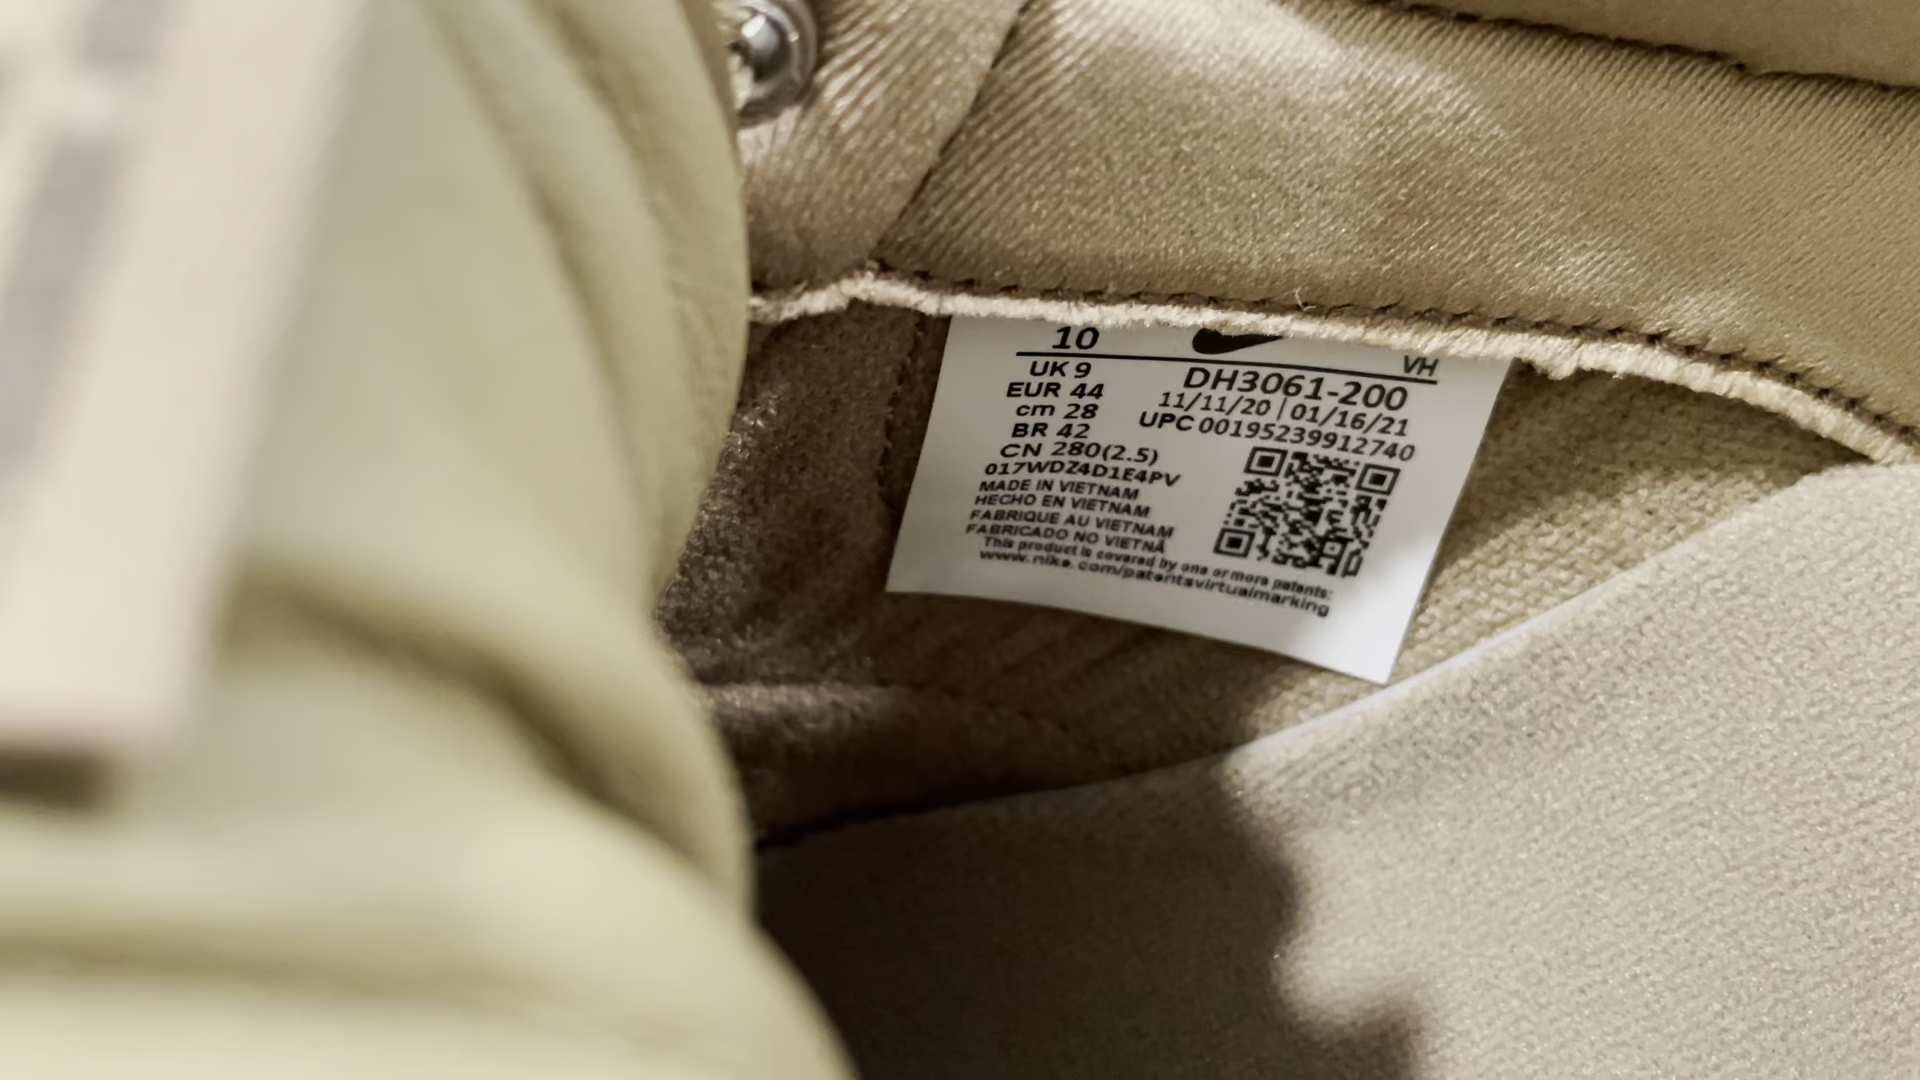 10
UK 9
EUR 44
cm 28
BR 42
CN 280(2.5)
017WDZ4D1E4PV
MADE IN VIETNAM
HECHO EN VIETNAM
FABRIQUE AU VIETNAM
FABRICADO NO VIETNÃ
VH
DH3061-200
11/11/20 | 01/16/21
UPC 00195239912740
This product is covered by one or more patents:
www.nike.com/patentsvirtualmarking